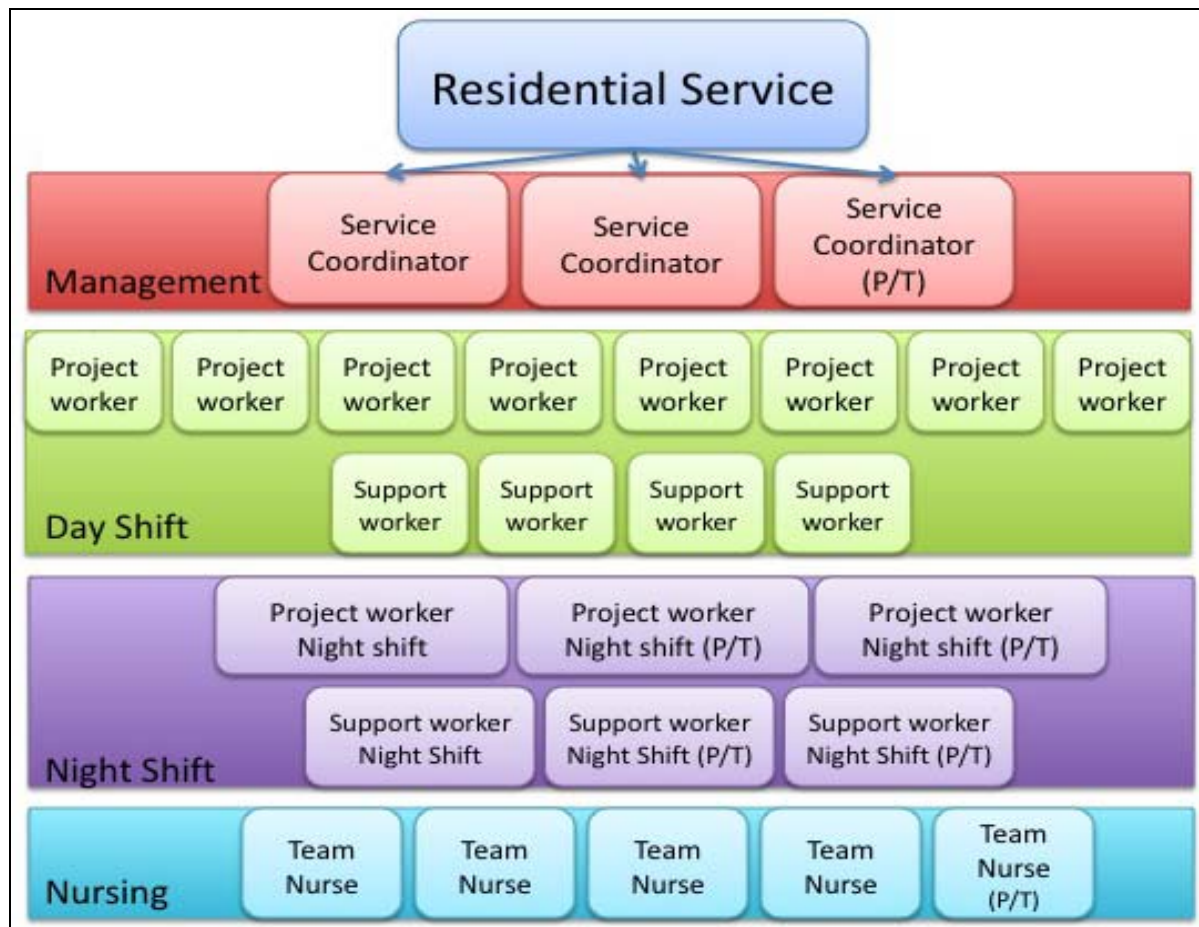 Residential Service
Service
Coordinator
Service
Coordinator
Service
Coordinator
(P/T)
Management
Project
worker
Project
worker
Project
worker
Project
worker
Project
worker
Project
worker
Project
worker
Project
worker
Support
worker
Support
worker
Support
worker
Support
worker
Day Shift
Project worker
Night shift
Project worker
Night shift (P/T)
Project worker
Night shift (P/T)
Support worker
Night Shift
Support worker
Night Shift (P/T)
Support worker
Night Shift (P/T)
Night Shift
Team
Nurse
Team
Nurse
Team
Nurse
Team
Nurse
Team
Nurse
(P/T)
Nursing